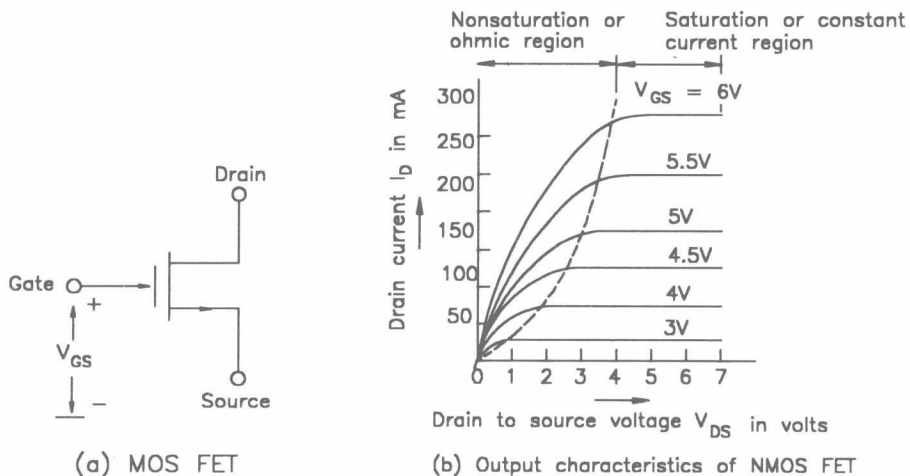 Nonsaturation or
ohmic region
Saturation or constant
current region
300
250
200
150
100
50
0 1 2 3 4 5 6 7
V_GS = 6V
5.5V
5V
4.5V
4V
3V
Drain current I_D in mA
Drain to source voltage V_DS in volts
(b) Output characteristics of NMOS FET
Drain
Gate
+
V_GS
-
Source
(a) MOS FET